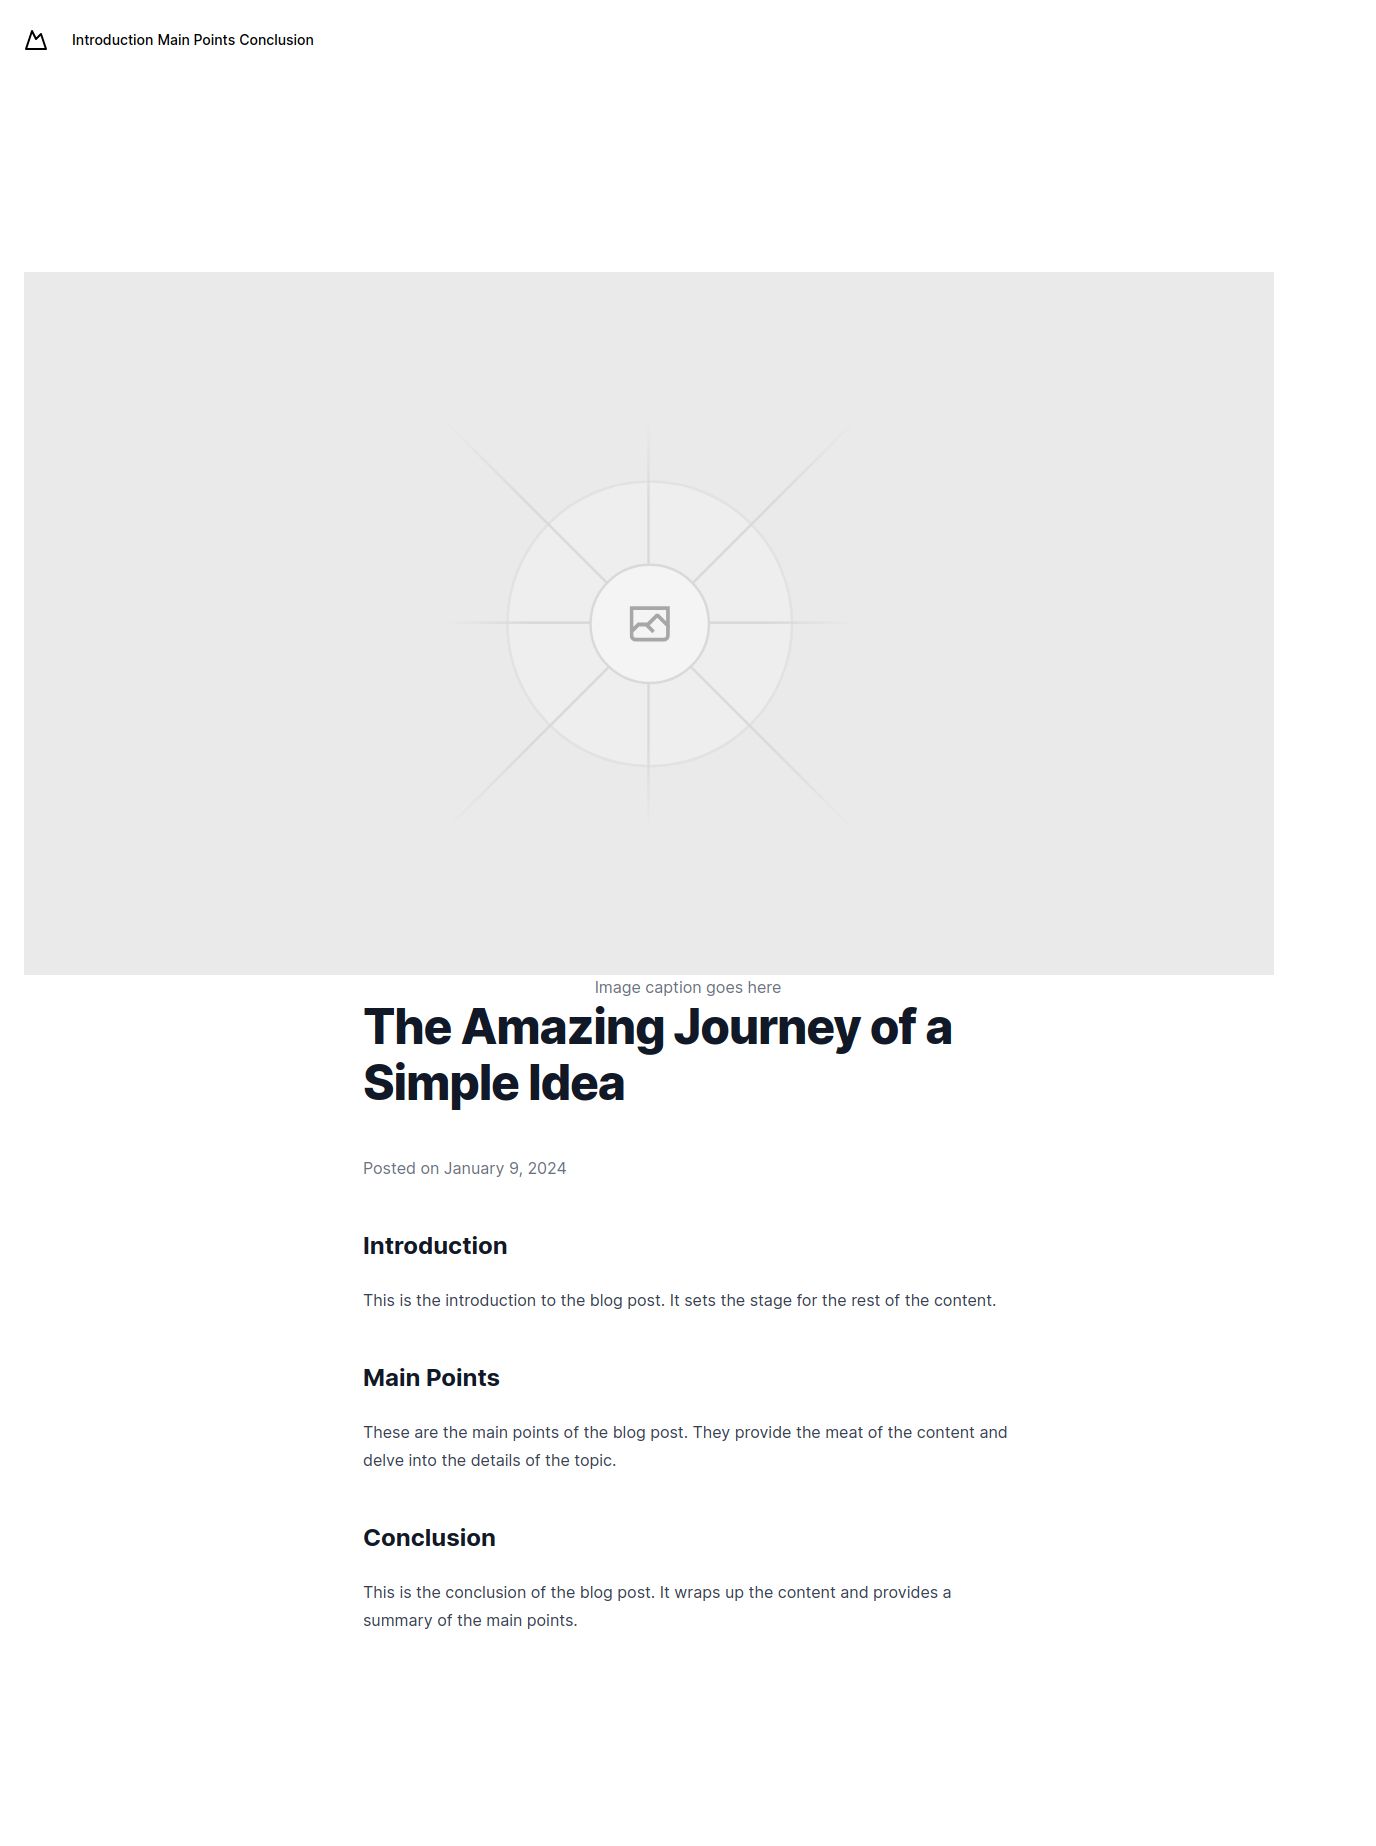 Introduction Main Points Conclusion
Image caption goes here
The Amazing Journey of a
Simple Idea
Posted on January 9, 2024
Introduction
This is the introduction to the blog post. It sets the stage for the rest of the content.
Main Points
These are the main points of the blog post. They provide the meat of the content and
delve into the details of the topic.
Conclusion
This is the conclusion of the blog post. It wraps up the content and provides a
summary of the main points.